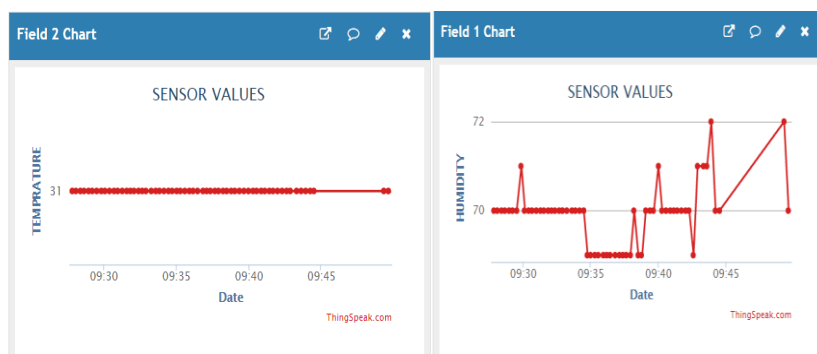 Field 2 Chart
SENSOR VALUES
TEMPRATURE
31
09:30 09:35 09:40 09:45
Date
ThingSpeak.com
Field 1 Chart
SENSOR VALUES
HUMIDITY
72
70
09:30 09:35 09:40 09:45
Date
ThingSpeak.com